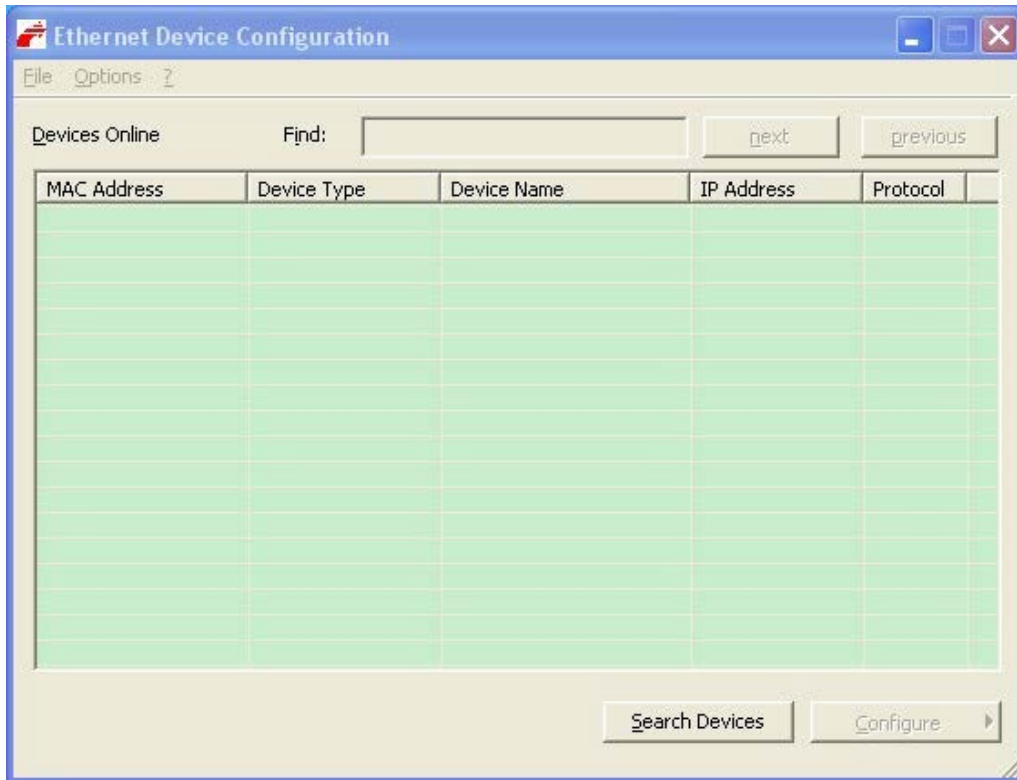 Ethernet Device Configuration
File Options ?
Devices Online Find: next previous
MAC Address Device Type Device Name IP Address Protocol
Search Devices Configure